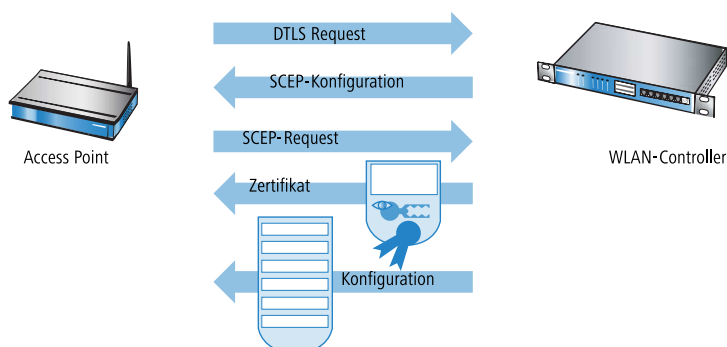 DTLS Request
SCEP-Konfiguration
SCEP-Request
Access Point
WLAN-Controller
Zertifikat
Konfiguration